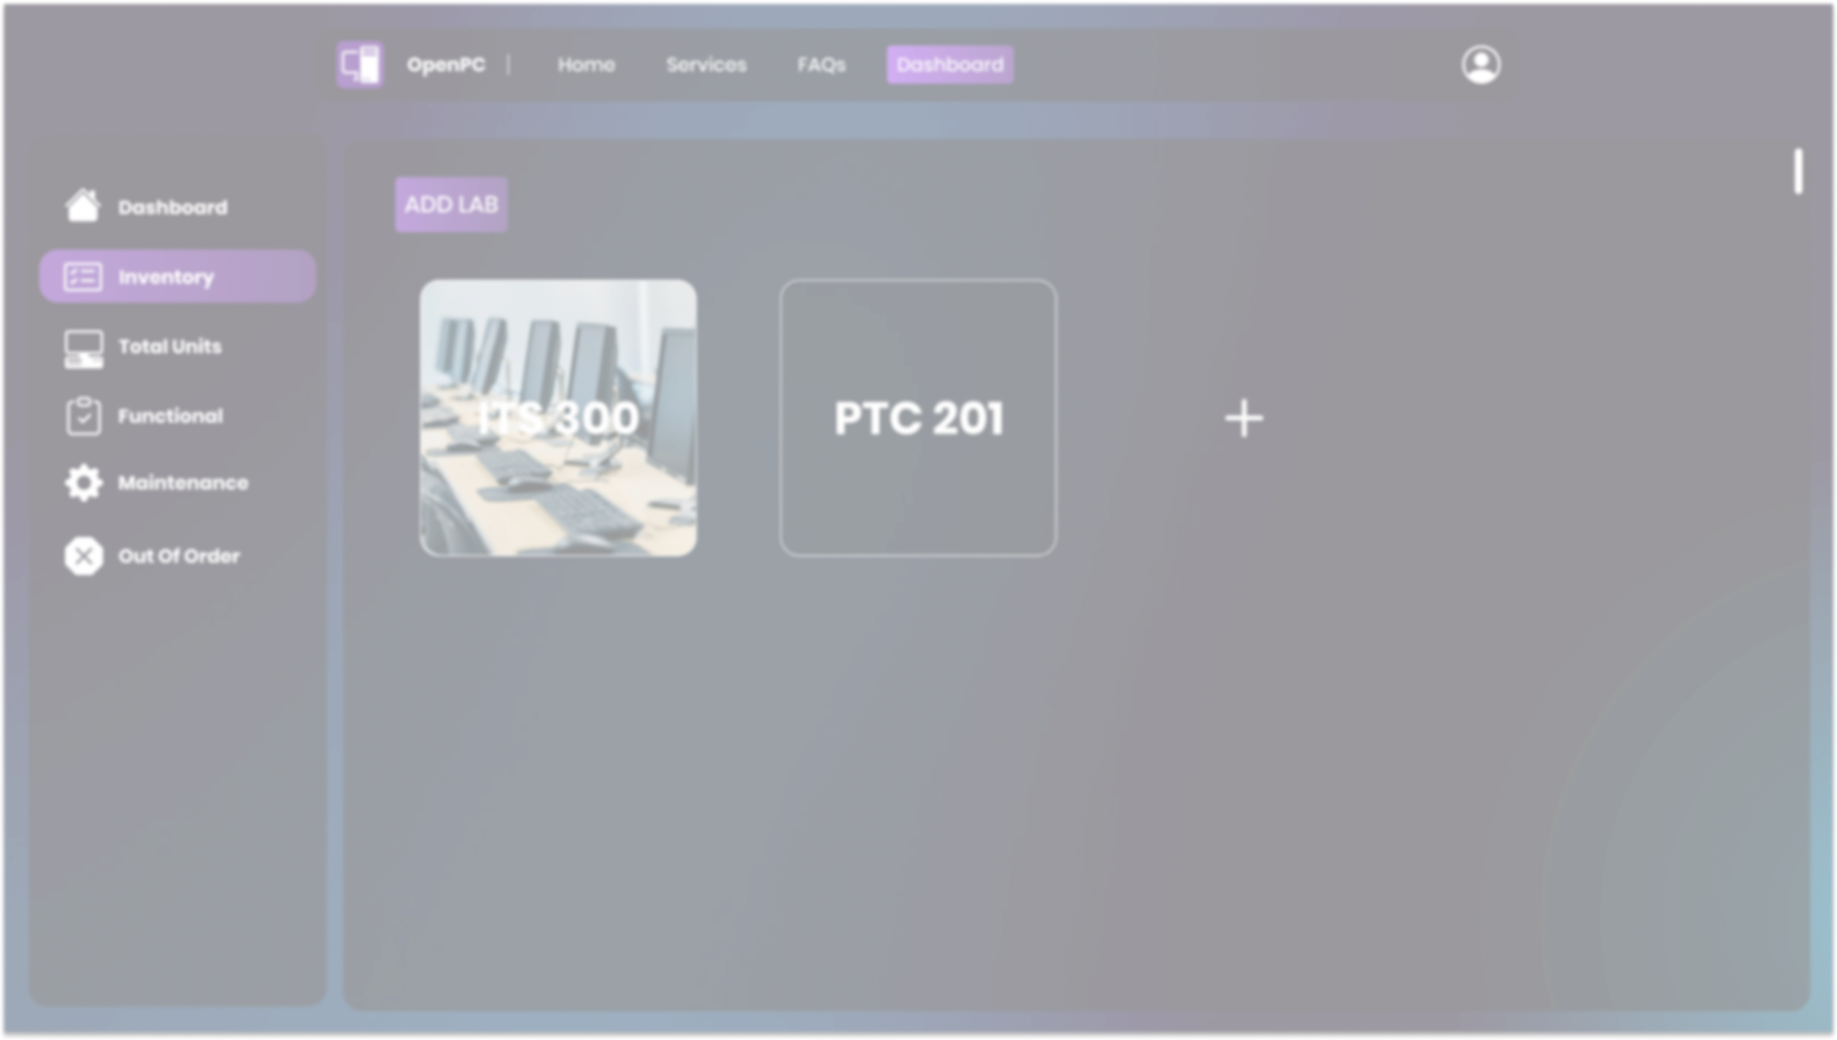 OpenPC | Home Services FAQs Dashboard
Dashboard
Inventory
Total Units
Functional
Maintenance
Out Of Order
ADD LAB
ITS 300
PTC 201